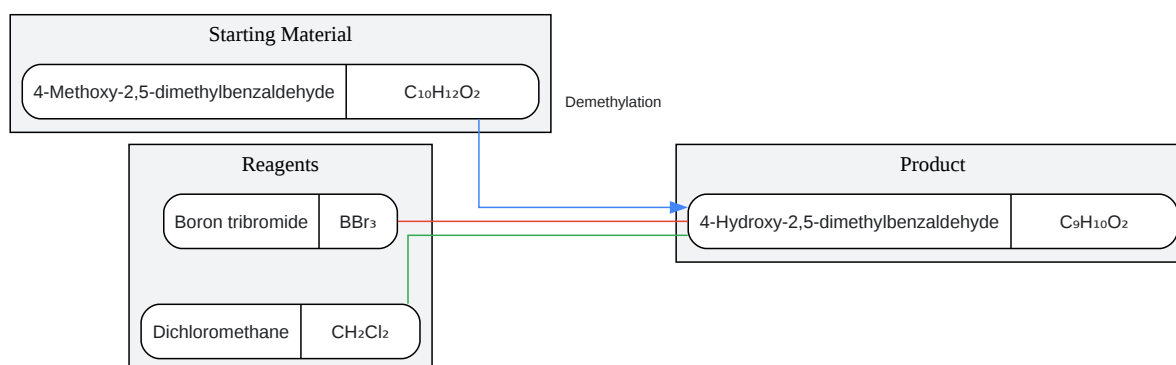 Starting Material
4-Methoxy-2,5-dimethylbenzaldehyde C₁₀H₁₂O₂
Demethylation
Reagents
Boron tribromide BBr₃
Dichloromethane CH₂Cl₂
Product
4-Hydroxy-2,5-dimethylbenzaldehyde C₉H₁₀O₂